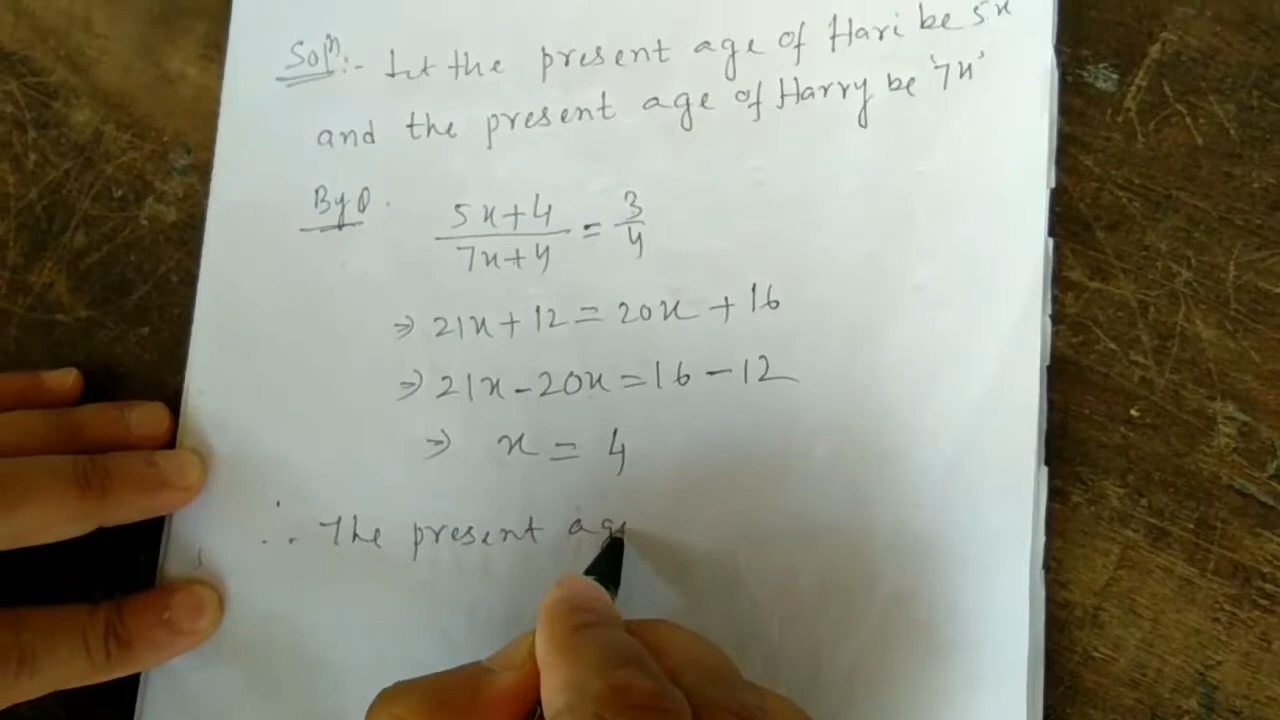 Solⁿ:- Let the present age of Hari be 5x
and the present age of Harry be '7x'
By Q. (5x+4)/(7x+4) = 3/4
⇒ 21x + 12 = 20x + 16
⇒ 21x - 20x = 16 - 12
⇒ x = 4
∴ The present age